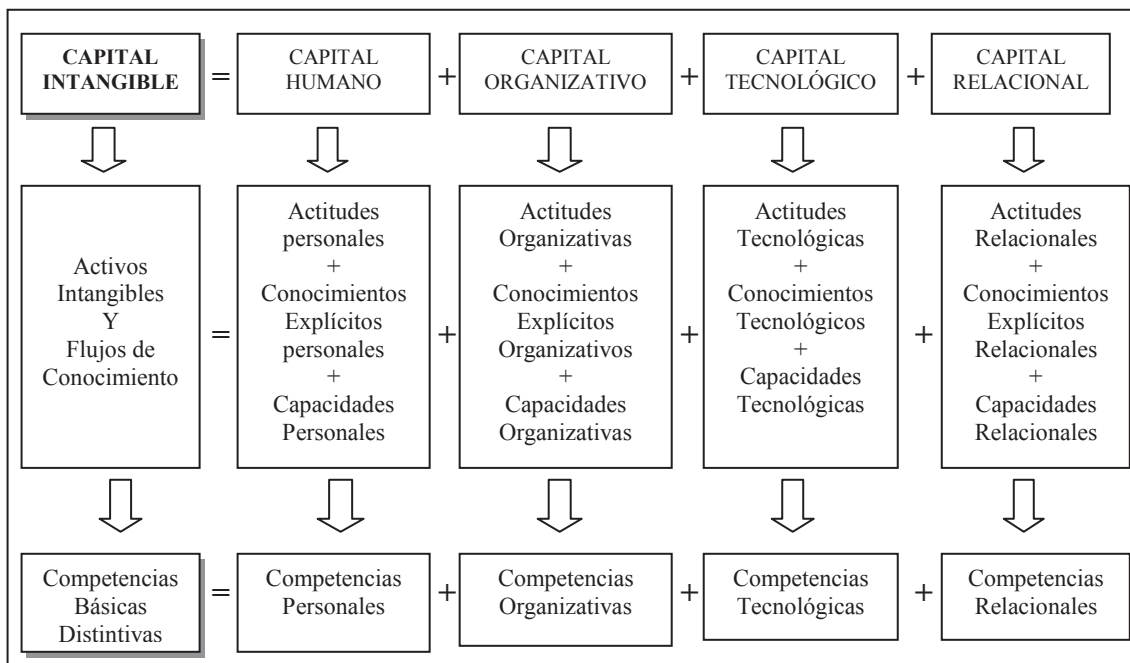 CAPITAL
INTANGIBLE
=
CAPITAL
HUMANO
+
CAPITAL
ORGANIZATIVO
+
CAPITAL
TECNOLÓGICO
+
CAPITAL
RELACIONAL
Activos
Intangibles
Y
Flujos de
Conocimiento
=
Actitudes
personales
+
Conocimientos
Explícitos
personales
+
Capacidades
Personales
+
Actitudes
Organizativas
+
Conocimientos
Explícitos
Organizativos
+
Capacidades
Organizativas
+
Actitudes
Tecnológicas
+
Conocimientos
Tecnológicos
+
Capacidades
Tecnológicas
+
Actitudes
Relacionales
+
Conocimientos
Explícitos
Relacionales
+
Capacidades
Relacionales
Competencias
Básicas
Distintivas
=
Competencias
Personales
+
Competencias
Organizativas
+
Competencias
Tecnológicas
+
Competencias
Relacionales